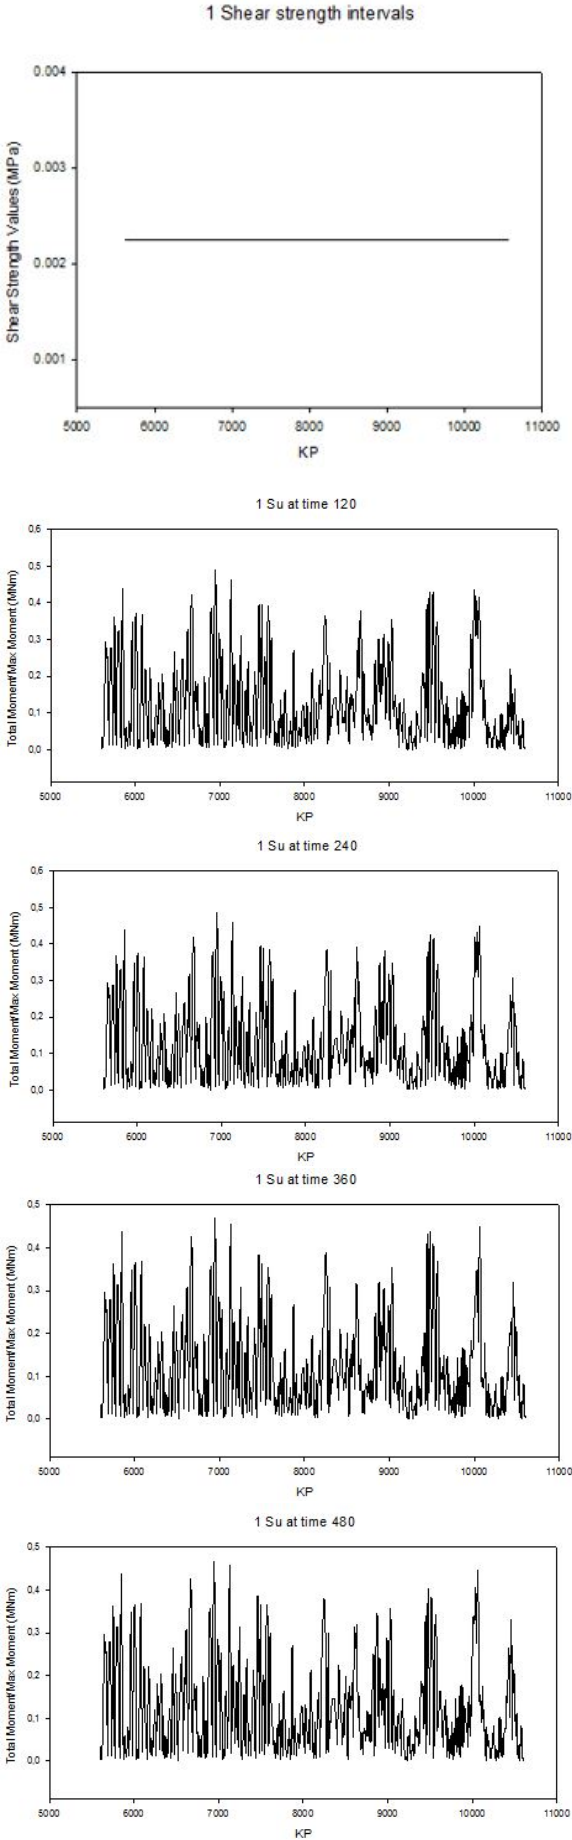 1 Shear strength intervals
0.004
0.003
0.002
0.001
Shear Strength Values (MPa)
5000 6000 7000 8000 9000 10000 11000
KP
1 Su at time 120
0,6
0,5
0,4
0,3
0,2
0,1
0,0
Total Moment/Max Moment (MNm)
5000 6000 7000 8000 9000 10000 11000
KP
1 Su at time 240
0,6
0,5
0,4
0,3
0,2
0,1
0,0
Total Moment/Max Moment (MNm)
5000 6000 7000 8000 9000 10000 11000
KP
1 Su at time 360
0,5
0,4
0,3
0,2
0,1
0,0
Total Moment/Max Moment (MNm)
5000 6000 7000 8000 9000 10000 11000
KP
1 Su at time 480
0,5
0,4
0,3
0,2
0,1
0,0
Total Moment/Max Moment (MNm)
5000 6000 7000 8000 9000 10000 11000
KP